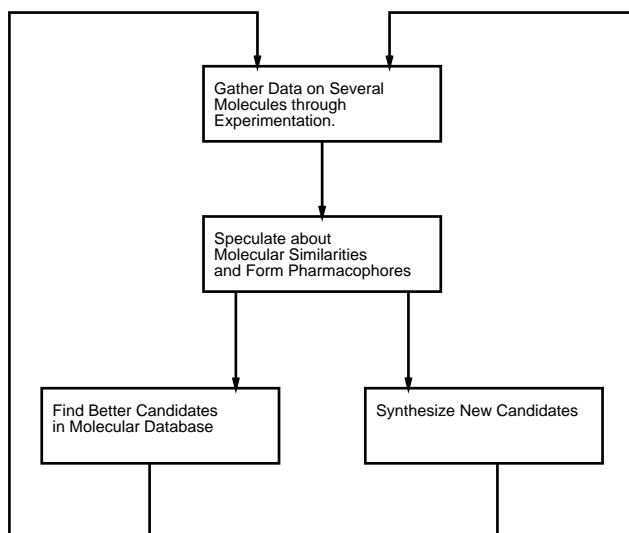 Gather Data on Several
Molecules through
Experimentation.
Speculate about
Molecular Similarities
and Form Pharmacophores
Find Better Candidates
in Molecular Database
Synthesize New Candidates